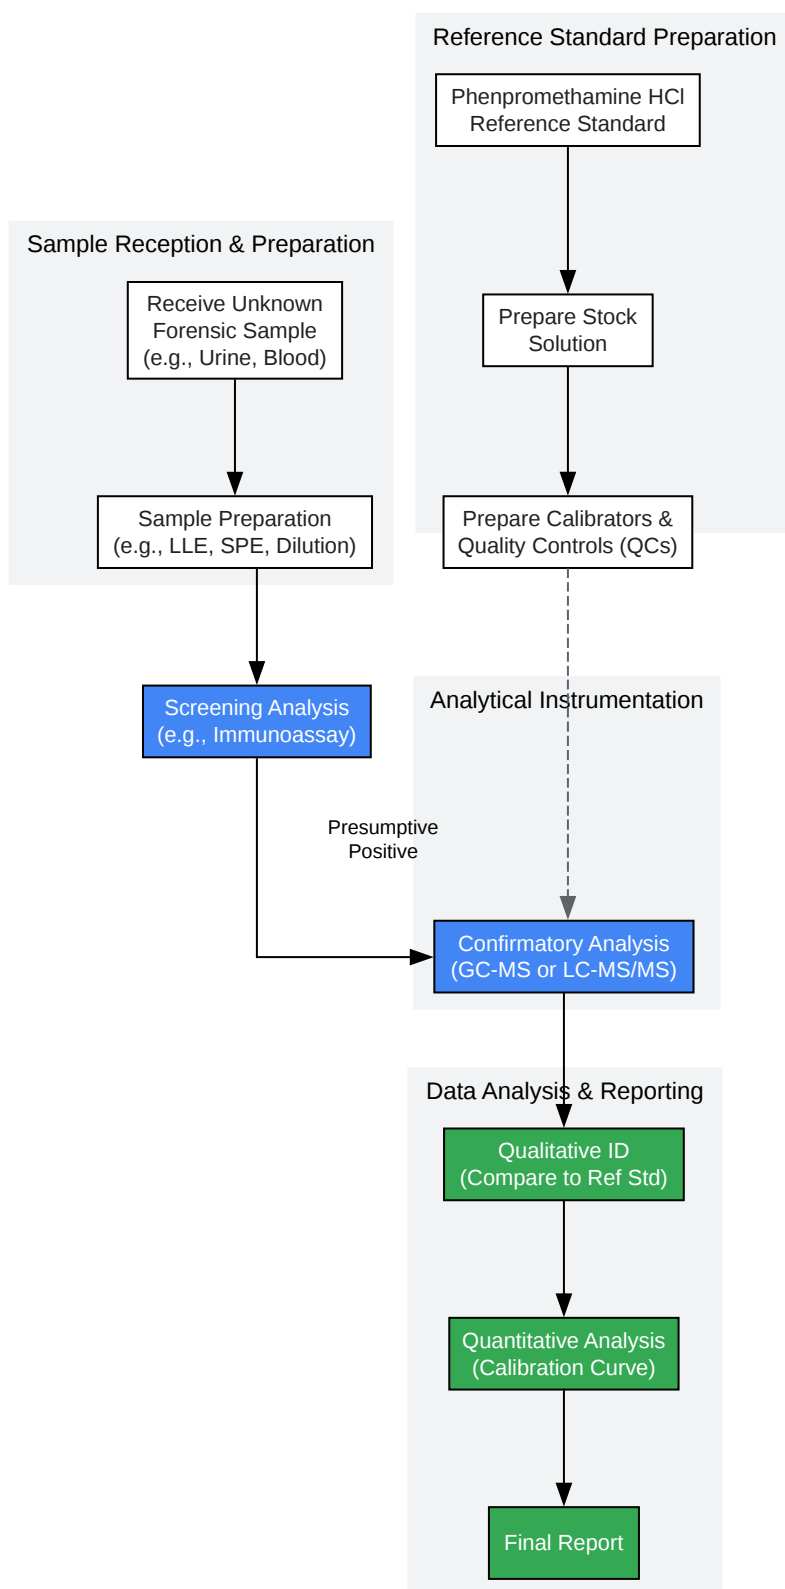 Reference Standard Preparation
Phenpromethamine HCl
Reference Standard
Sample Reception & Preparation
Receive Unknown
Forensic Sample
(e.g., Urine, Blood)
Prepare Stock
Solution
Sample Preparation
(e.g., LLE, SPE, Dilution)
Prepare Calibrators &
Quality Controls (QCs)
Screening Analysis
(e.g., Immunoassay)
Analytical Instrumentation
Presumptive
Positive
Confirmatory Analysis
(GC-MS or LC-MS/MS)
Data Analysis & Reporting
Qualitative ID
(Compare to Ref Std)
Quantitative Analysis
(Calibration Curve)
Final Report